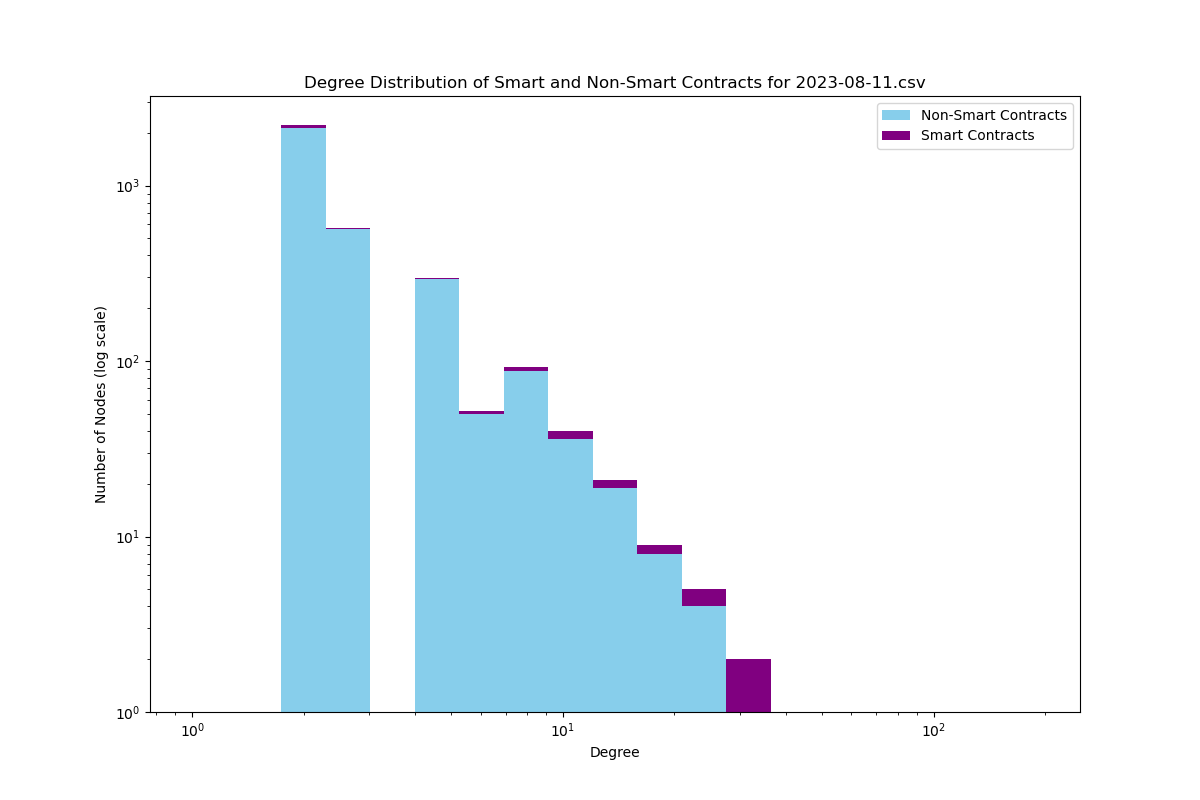 Degree Distribution of Smart and Non-Smart Contracts for 2023-08-11.csv
Non-Smart Contracts
Smart Contracts
Number of Nodes (log scale)
10³
10²
10¹
10⁰
10⁰ 10¹ 10²
Degree